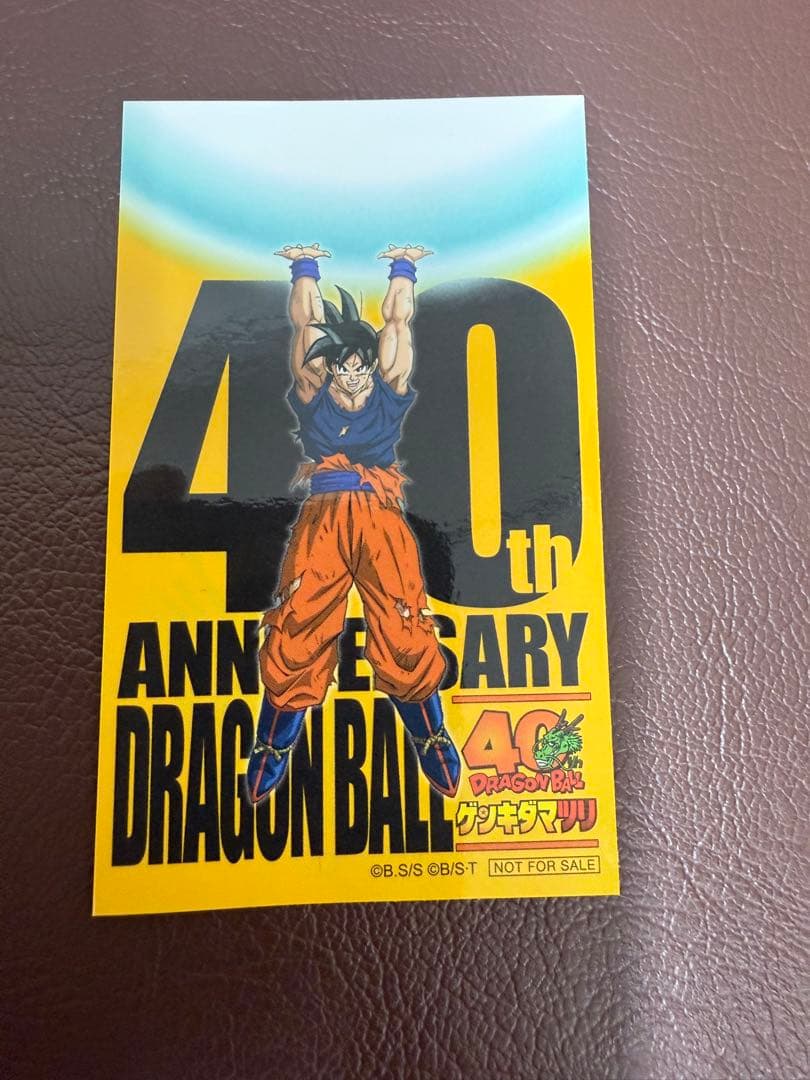 40th
ANNIVERSARY
DRAGON BALL
40th
DRAGON BALL
ゲンキダマツリ
©B.S/S ©B/S·T NOT FOR SALE